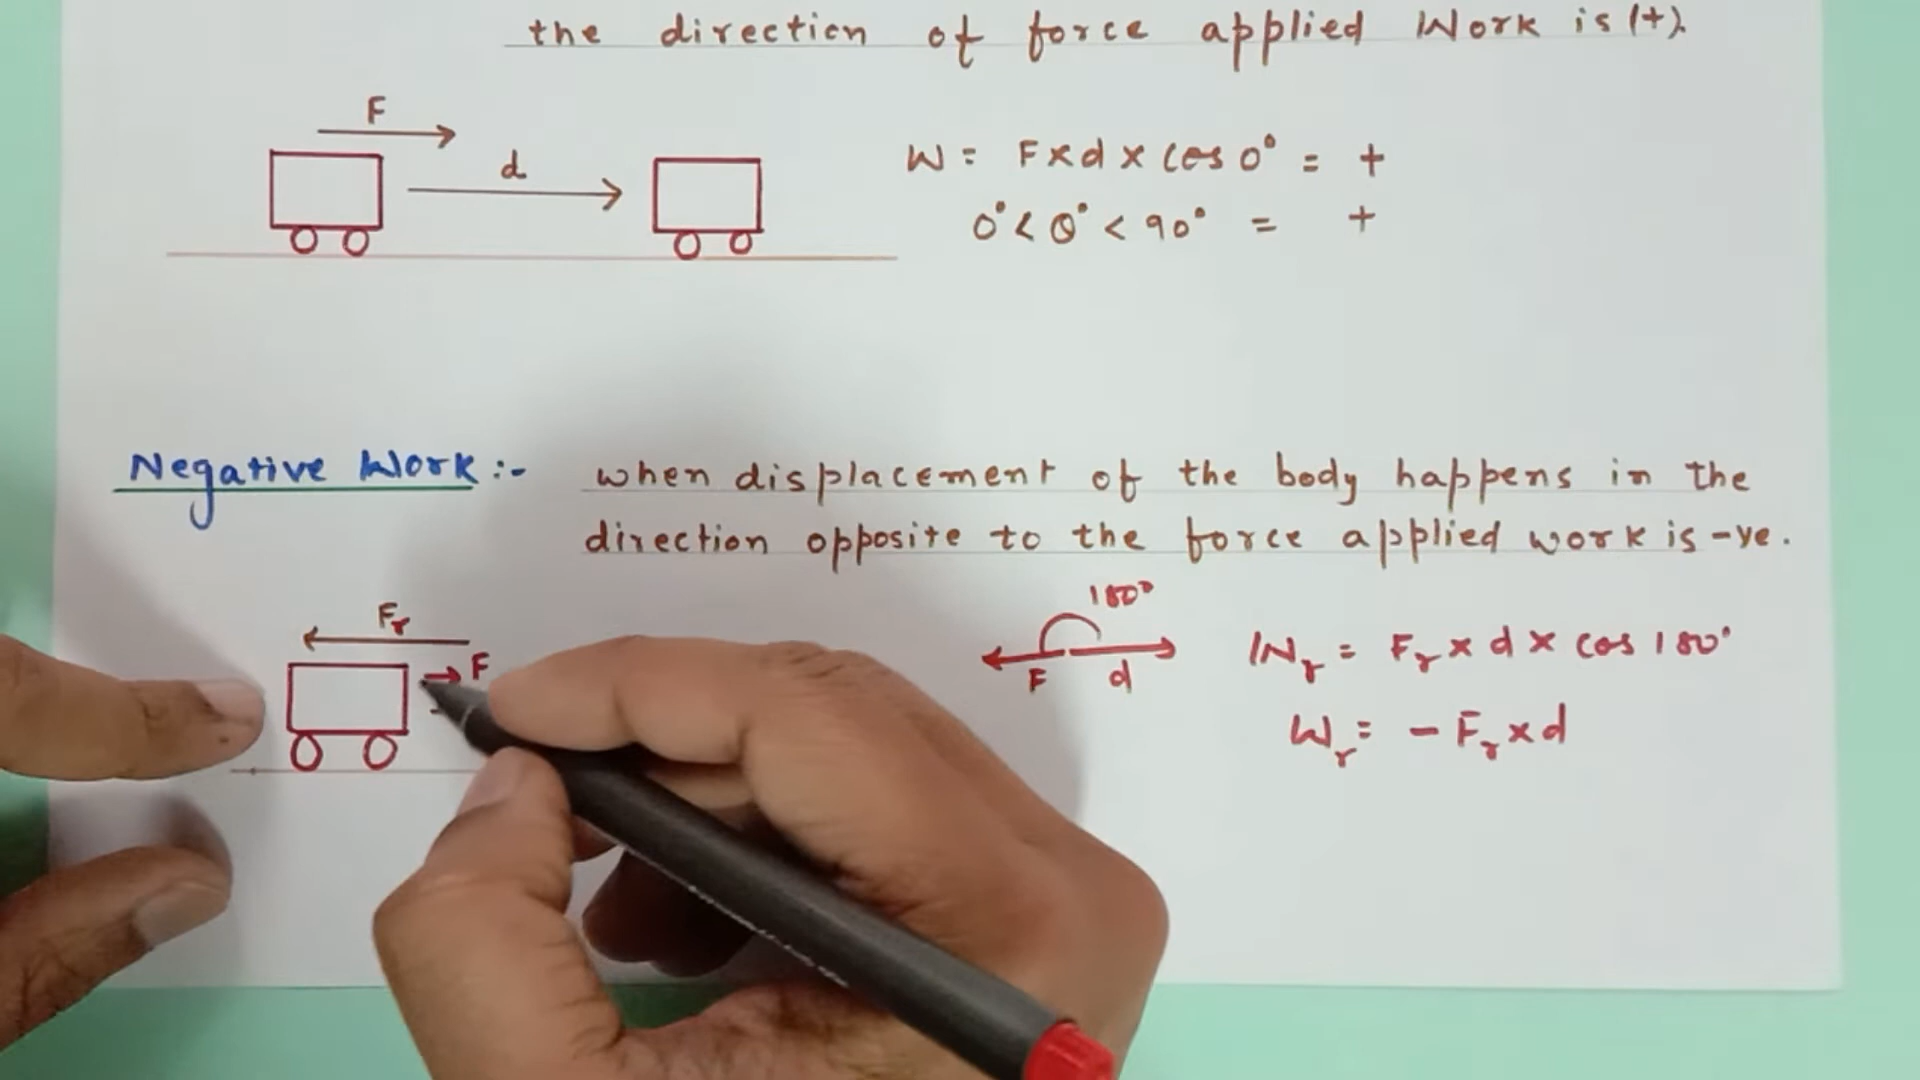 the direction of force applied Work is (+).
F
d
W = F x d x cos 0° = +
0° < θ° < 90° = +
Negative Work :- when displacement of the body happens in the
direction opposite to the force applied work is -ve.
Fr
F
180°
F d
Wr = Fr x d x cos 180°
Wr = - Fr x d